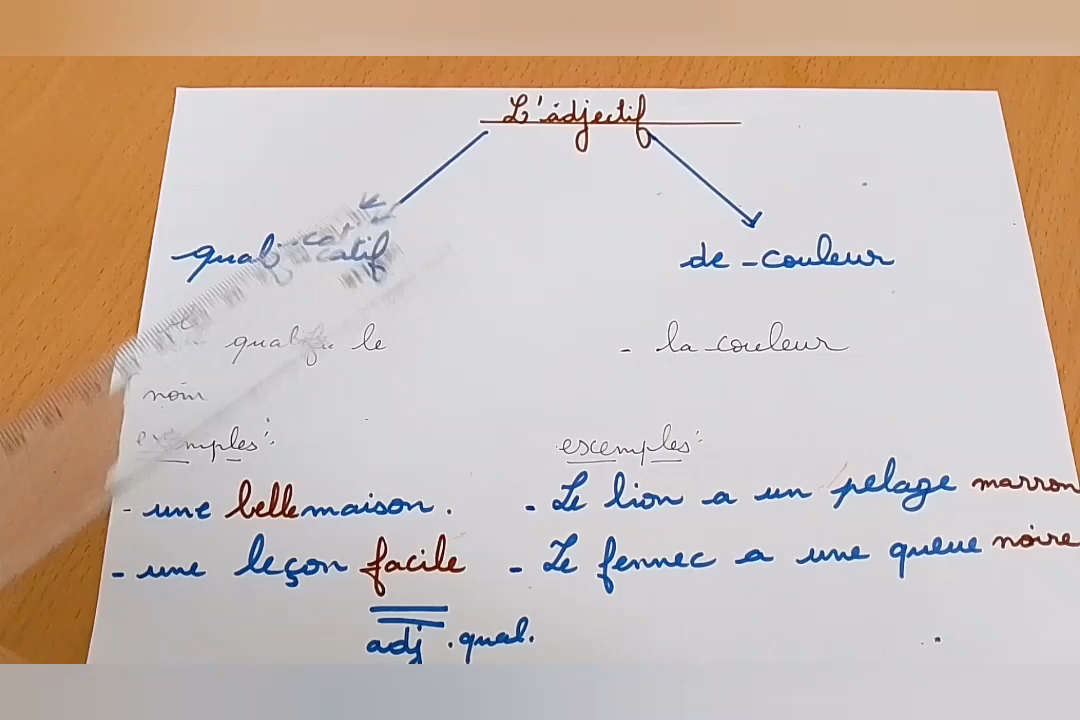 L'adjectif
de-couleur
qualifie le
- la couleur
nom
exemples:
exemples:
- une belle maison.
- Le lion a un pelage marron
- une leçon facile
- Le fennec a une queue noire
adj.qual.